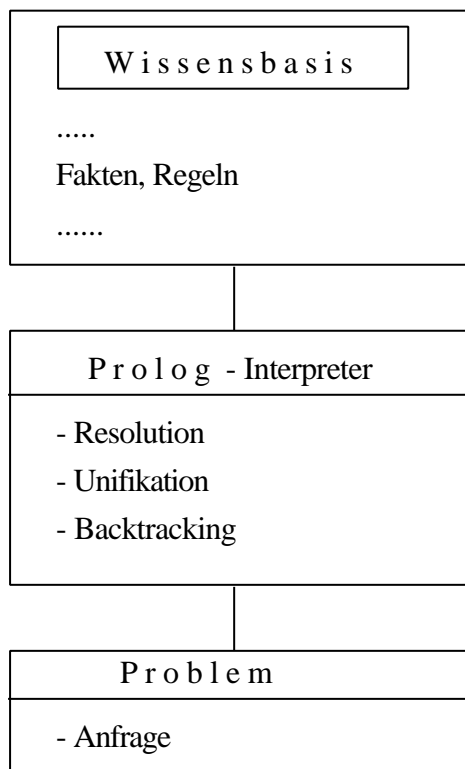 Wissensbasis
.....
Fakten, Regeln
......
Prolog - Interpreter
- Resolution
- Unifikation
- Backtracking
Problem
- Anfrage